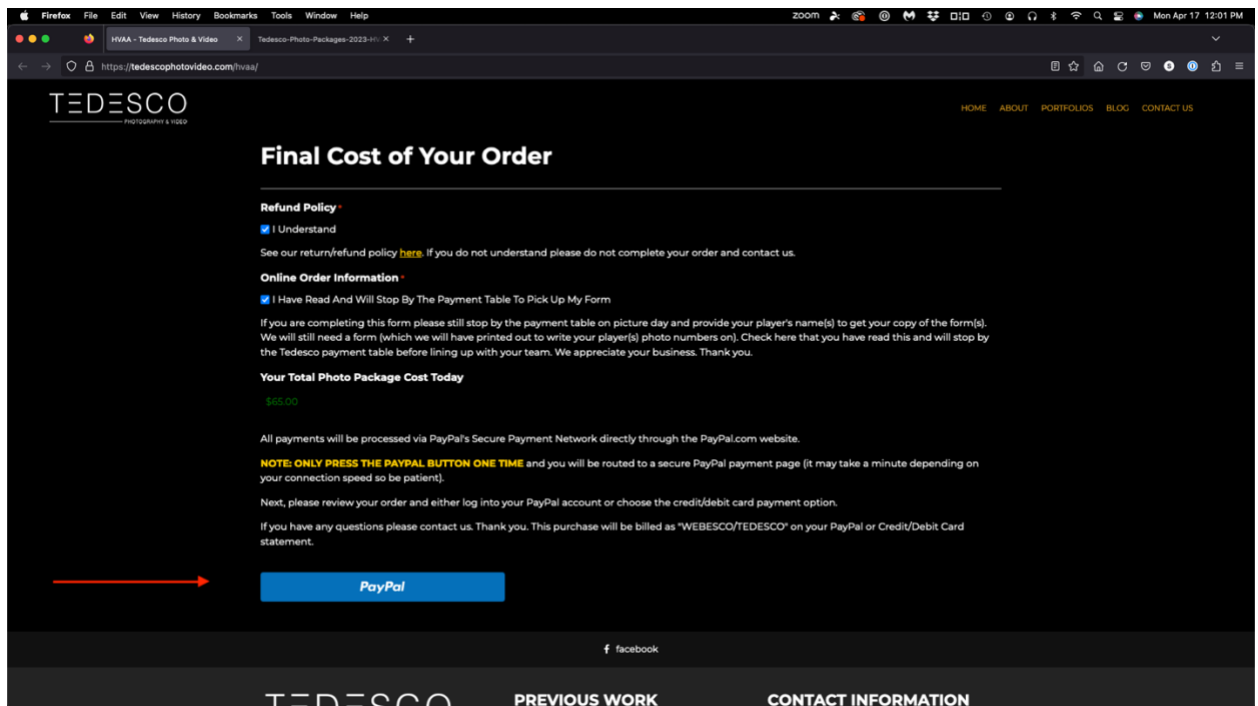 Firefox File Edit View History Bookmarks Tools Window Help zoom Mon Apr 17 12:01 PM
HVAA - Tedesco Photo & Video Tedesco-Photo-Packages-2023-HV
https://tedescophotovideo.com/hvaa/
TEDESCO
PHOTOGRAPHY & VIDEO
HOME ABOUT PORTFOLIOS BLOG CONTACT US
Final Cost of Your Order
Refund Policy *
I Understand
See our return/refund policy here. If you do not understand please do not complete your order and contact us.
Online Order Information *
I Have Read And Will Stop By The Payment Table To Pick Up My Form
If you are completing this form please still stop by the payment table on picture day and provide your player's name(s) to get your copy of the form(s).
We will still need a form (which we will have printed out to write your player(s) photo numbers on). Check here that you have read this and will stop by
the Tedesco payment table before lining up with your team. We appreciate your business. Thank you.
Your Total Photo Package Cost Today
$65.00
All payments will be processed via PayPal's Secure Payment Network directly through the PayPal.com website.
NOTE: ONLY PRESS THE PAYPAL BUTTON ONE TIME and you will be routed to a secure PayPal payment page (it may take a minute depending on
your connection speed so be patient).
Next, please review your order and either log into your PayPal account or choose the credit/debit card payment option.
If you have any questions please contact us. Thank you. This purchase will be billed as "WEBESCO/TEDESCO" on your PayPal or Credit/Debit Card
statement.
PayPal
facebook
TEDESCO PREVIOUS WORK CONTACT INFORMATION